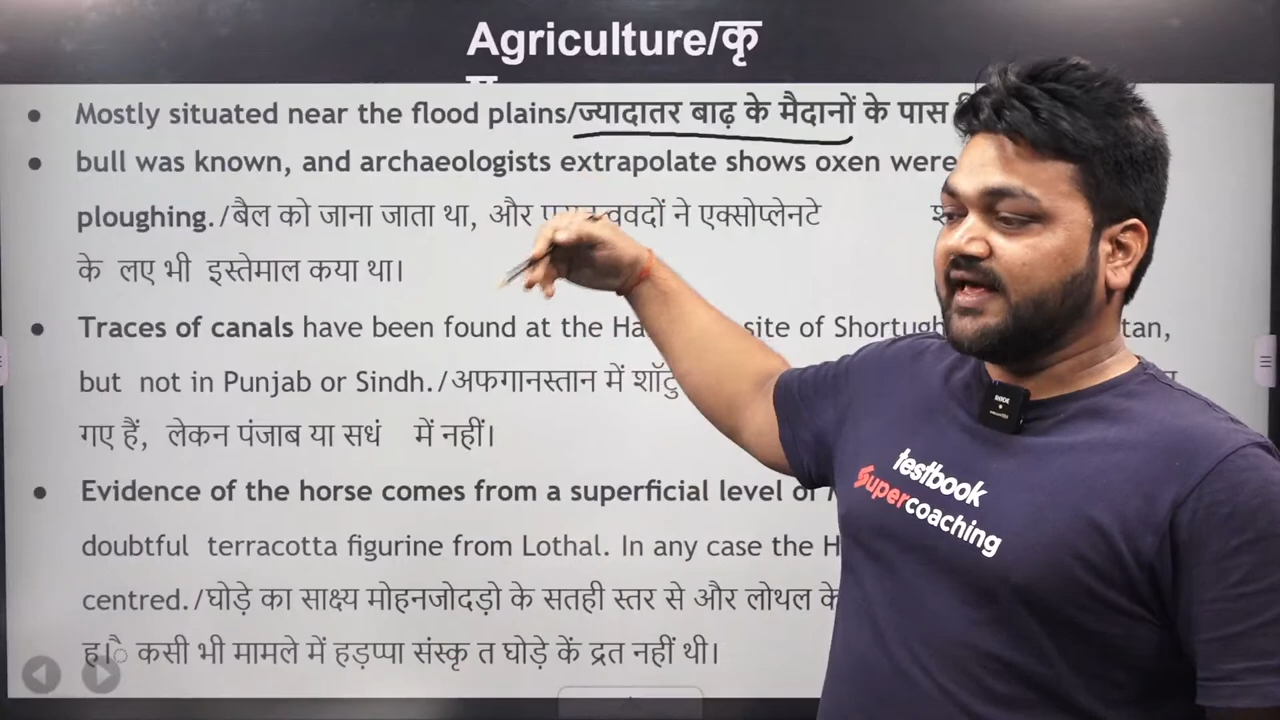 Agriculture/कृ
Mostly situated near the flood plains/ज्यादातर बाढ़ के मैदानों के पास
bull was known, and archaeologists extrapolate shows oxen were
ploughing./बैल को जाना जाता था, और ने एक्सोप्लेनटे
के लए भी इस्तेमाल कया था।
Traces of canals have been found at the site of
but not in Punjab or Sindh./अफगानस्तान में
गए हैं, लेकन पंजाब या सधं में नहीं।
Evidence of the horse comes from a superficial level of
doubtful terracotta figurine from Lothal. In any case the
centred./घोड़े का साक्ष्य मोहनजोदड़ो के सतही स्तर से और लोथल के
ह।ै कसी भी मामले में हड़प्पा संस्कृ त घोड़े कें द्रत नहीं थी।
RODE
testbook
supercoaching